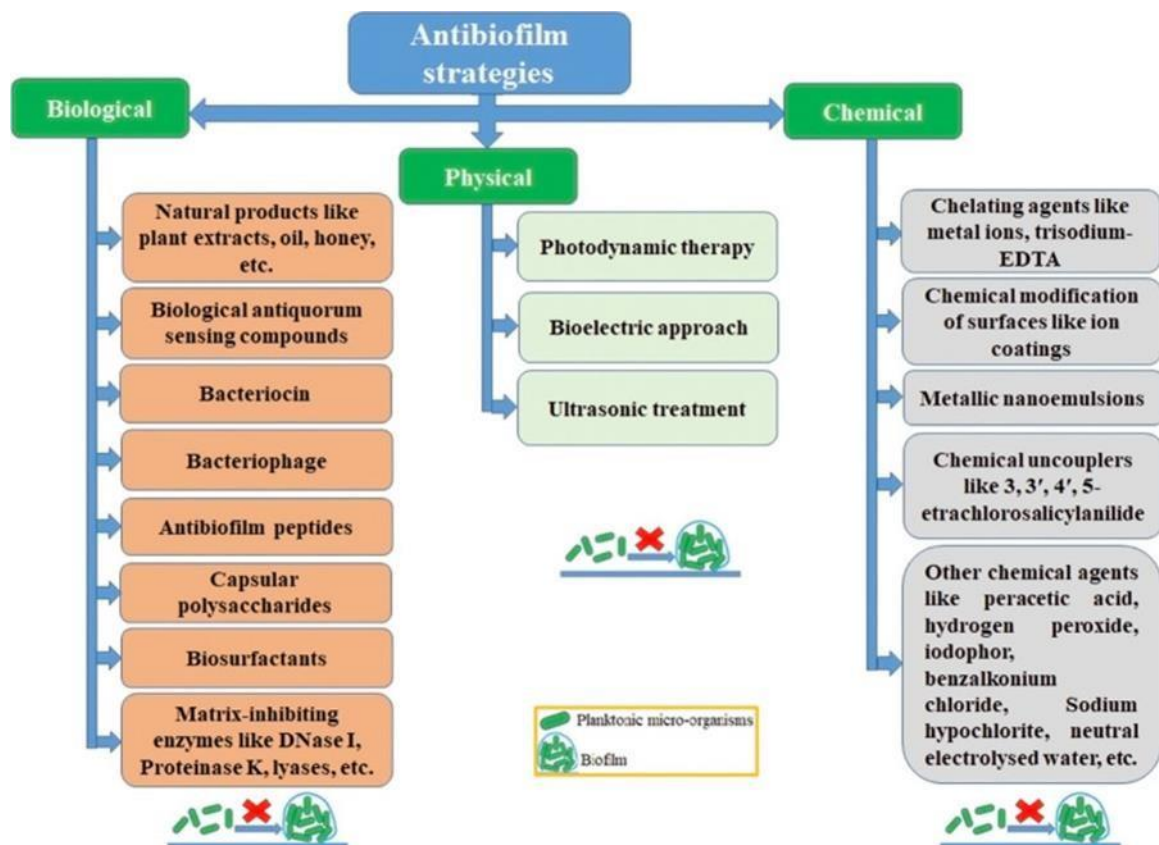 Antibiofilm
strategies
Biological
Natural products like
plant extracts, oil, honey,
etc.
Biological antiquorum
sensing compounds
Bacteriocin
Bacteriophage
Antibiofilm peptides
Capsular
polysaccharides
Biosurfactants
Matrix-inhibiting
enzymes like DNase I,
Proteinase K, lyases, etc.
Physical
Photodynamic therapy
Bioelectric approach
Ultrasonic treatment
Chemical
Chelating agents like
metal ions, trisodium-
EDTA
Chemical modification
of surfaces like ion
coatings
Metallic nanoemulsions
Chemical uncouplers
like 3, 3′, 4′, 5-
etrachlorosalicylanilide
Other chemical agents
like peracetic acid,
hydrogen peroxide,
iodophor,
benzalkonium
chloride, Sodium
hypochlorite, neutral
electrolysed water, etc.
Planktonic micro-organisms
Biofilm